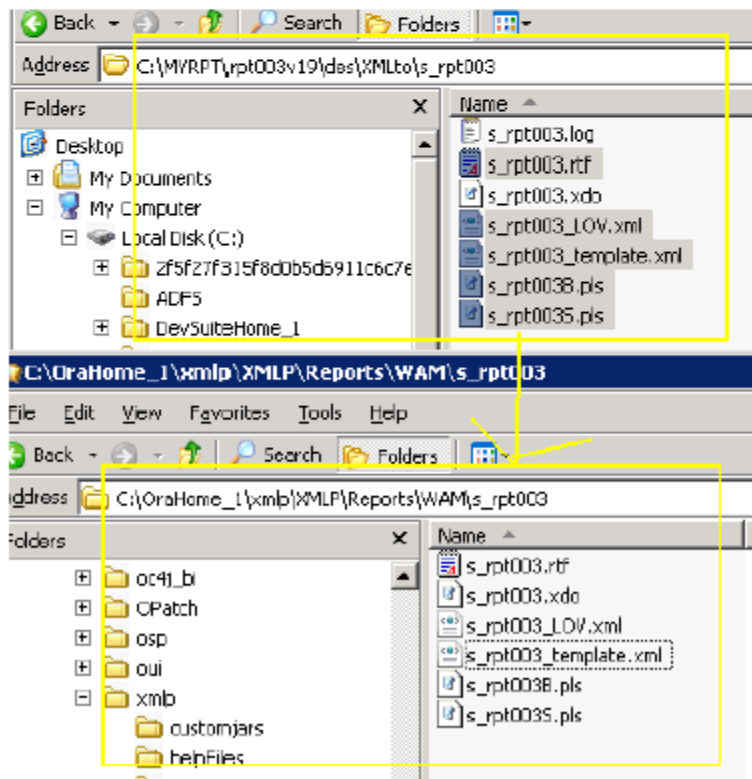 Back Search Folders
Address C:\MYRPT\rpt003v19\des\XMLto\s_rpt003
Folders X
Desktop
My Documents
My Computer
Local Disk (C:)
2f5f27f315f8d0b5d6911c6c7e
ADF5
DevSuiteHome_1
Name
s_rpt003.log
s_rpt003.rtf
s_rpt003.xdo
s_rpt003_LOV.xml
s_rpt003_template.xml
s_rpt003B.pls
s_rpt003S.pls
C:\OraHome_1\xmlp\XMLP\Reports\WAM\s_rpt003
File Edit View Favorites Tools Help
Back Search Folders
address C:\OraHome_1\xmlp\XMLP\Reports\WAM\s_rpt003
Folders x
oc4j_bi
OPatch
osp
oui
xmlp
customjars
helpFiles
Name
s_rpt003.rtf
s_rpt003.xdo
s_rpt003_LOV.xml
s_rpt003_template.xml
s_rpt003B.pls
s_rpt003S.pls